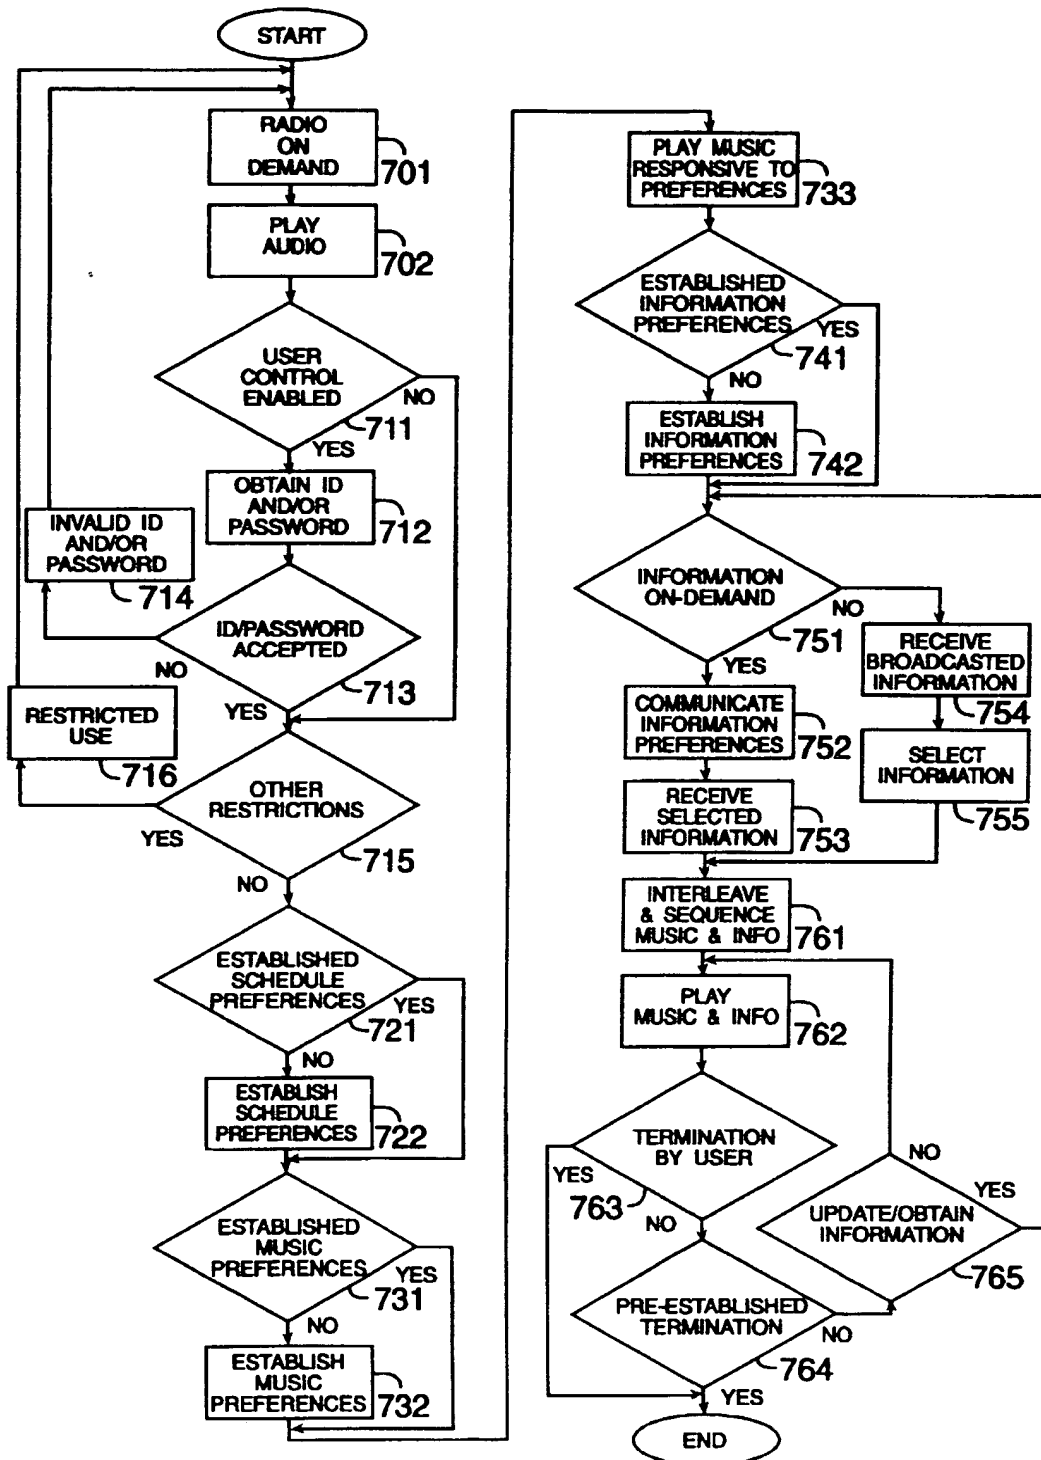 START
RADIO
ON
DEMAND
701
PLAY
AUDIO
702
USER
CONTROL
ENABLED
711
NO
YES
OBTAIN ID
AND/OR
PASSWORD
712
INVALID ID
AND/OR
PASSWORD
714
ID/PASSWORD
ACCEPTED
713
NO
YES
RESTRICTED
USE
716
OTHER
RESTRICTIONS
715
YES
NO
ESTABLISHED
SCHEDULE
PREFERENCES
721
YES
NO
ESTABLISH
SCHEDULE
PREFERENCES
722
ESTABLISHED
MUSIC
PREFERENCES
731
YES
NO
ESTABLISH
MUSIC
PREFERENCES
732
PLAY MUSIC
RESPONSIVE TO
PREFERENCES
733
ESTABLISHED
INFORMATION
PREFERENCES
741
YES
NO
ESTABLISH
INFORMATION
PREFERENCES
742
INFORMATION
ON-DEMAND
751
NO
YES
COMMUNICATE
INFORMATION
PREFERENCES
752
RECEIVE
SELECTED
INFORMATION
753
RECEIVE
BROADCASTED
INFORMATION
754
SELECT
INFORMATION
755
INTERLEAVE
& SEQUENCE
MUSIC & INFO
761
PLAY
MUSIC & INFO
762
TERMINATION
BY USER
763
YES
NO
PRE-ESTABLISHED
TERMINATION
764
NO
YES
UPDATE/OBTAIN
INFORMATION
765
NO
YES
END